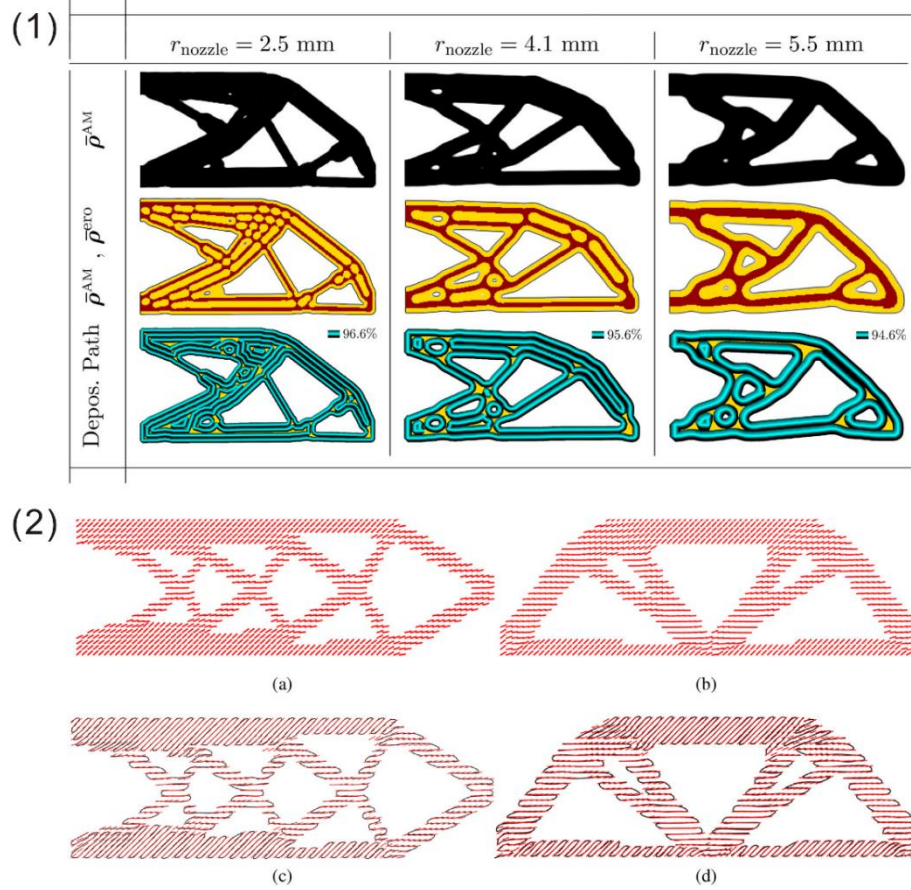 (1)
r_nozzle = 2.5 mm r_nozzle = 4.1 mm r_nozzle = 5.5 mm
ρ̄^AM
ρ̄^AM , ρ̄^ero
Depos. Path
96.6% 95.6% 94.6%
(2)
(a) (b)
(c) (d)